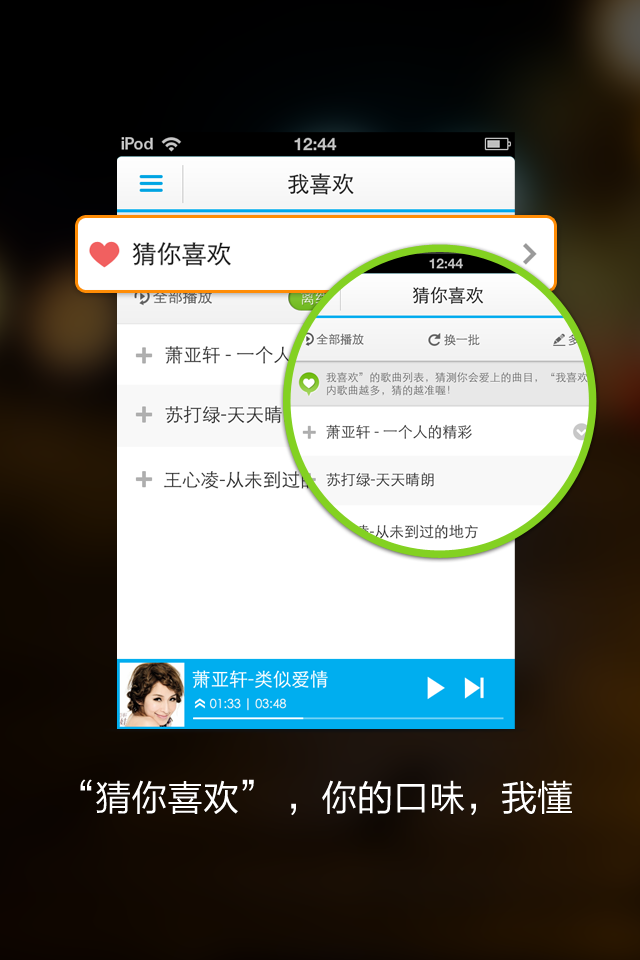 iPod 12:44
我喜欢
猜你喜欢
全部播放
萧亚轩 - 一个人
苏打绿-天天晴
王心凌-从未到过
12:44
猜你喜欢
全部播放 换一批
我喜欢”的歌曲列表，猜测你会爱上的曲目，“我喜欢
内歌曲越多，猜的越准喔！
萧亚轩 - 一个人的精彩
苏打绿-天天晴朗
-从未到过的地方
萧亚轩-类似爱情
01:33 | 03:48
“猜你喜欢”，你的口味，我懂